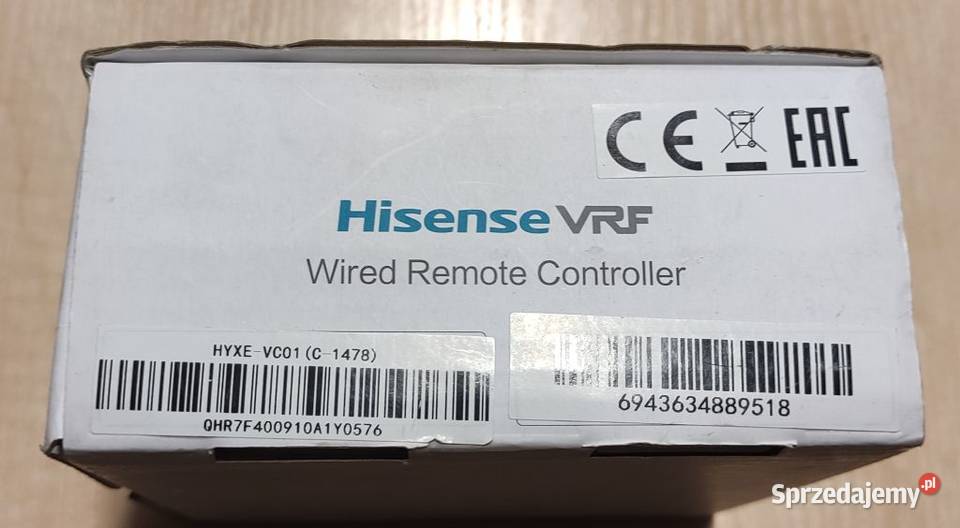 CE EAC
Hisense VRF
Wired Remote Controller
HYXE-VC01(C-1478)
QHR7F400910A1Y0576
6943634889518
Sprzedajemy.pl